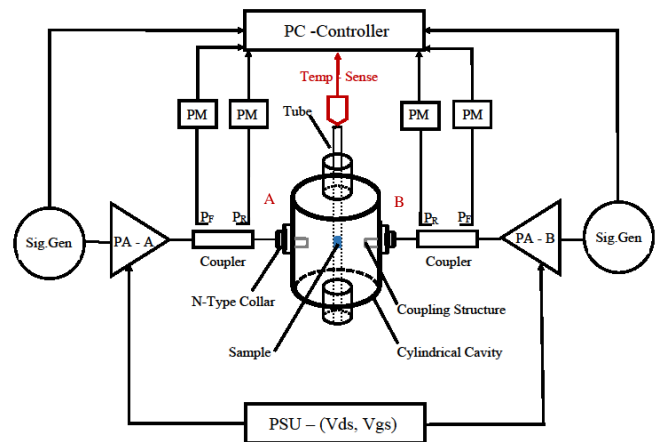 PC -Controller
Temp - Sense
PM
PM
PM
PM
Tube
A
B
PF
PR
PR
PF
Sig.Gen
PA - A
Coupler
Coupler
PA - B
Sig.Gen
N-Type Collar
Coupling Structure
Sample
Cylindrical Cavity
PSU – (Vds, Vgs)